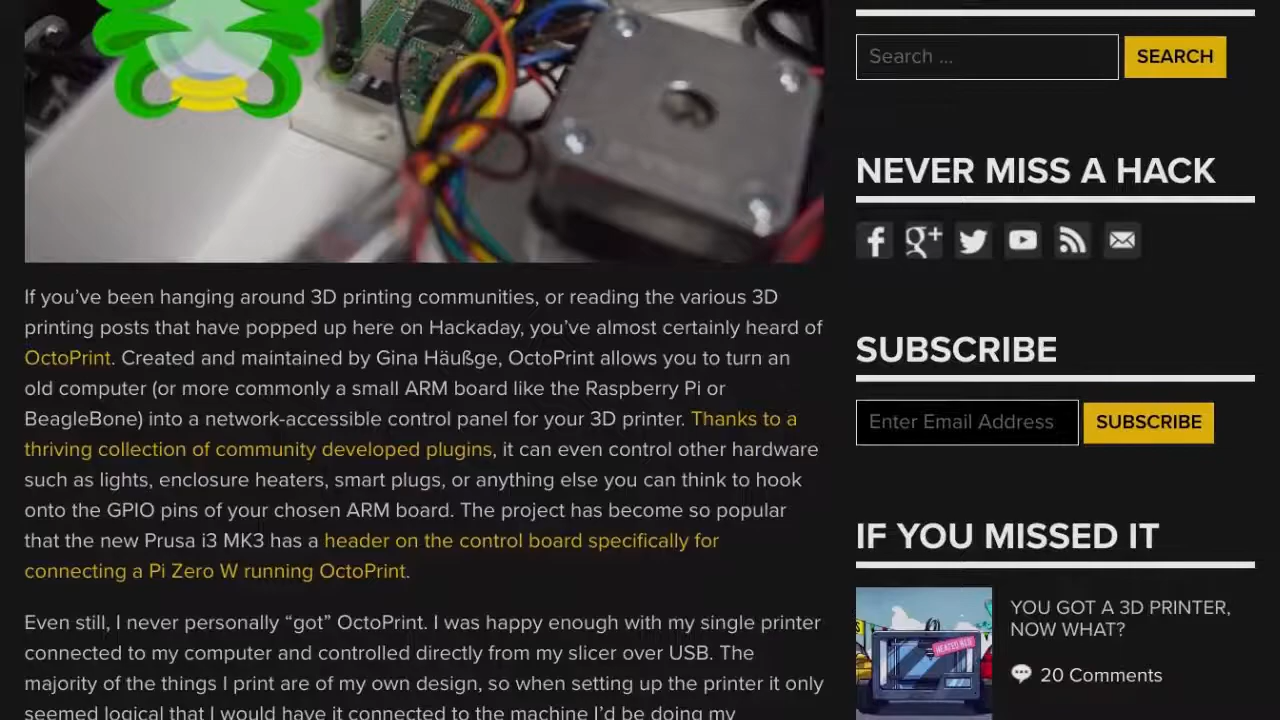 Search ...
SEARCH
NEVER MISS A HACK
If you’ve been hanging around 3D printing communities, or reading the various 3D
printing posts that have popped up here on Hackaday, you’ve almost certainly heard of
OctoPrint. Created and maintained by Gina Häußge, OctoPrint allows you to turn an
old computer (or more commonly a small ARM board like the Raspberry Pi or
BeagleBone) into a network-accessible control panel for your 3D printer. Thanks to a
thriving collection of community developed plugins, it can even control other hardware
such as lights, enclosure heaters, smart plugs, or anything else you can think to hook
onto the GPIO pins of your chosen ARM board. The project has become so popular
that the new Prusa i3 MK3 has a header on the control board specifically for
connecting a Pi Zero W running OctoPrint.
Even still, I never personally “got” OctoPrint. I was happy enough with my single printer
connected to my computer and controlled directly from my slicer over USB. The
majority of the things I print are of my own design, so when setting up the printer it only
seemed logical that I would have it connected to the machine I’d be doing my
SUBSCRIBE
Enter Email Address
SUBSCRIBE
IF YOU MISSED IT
HEATED BED!
YOU GOT A 3D PRINTER,
NOW WHAT?
20 Comments